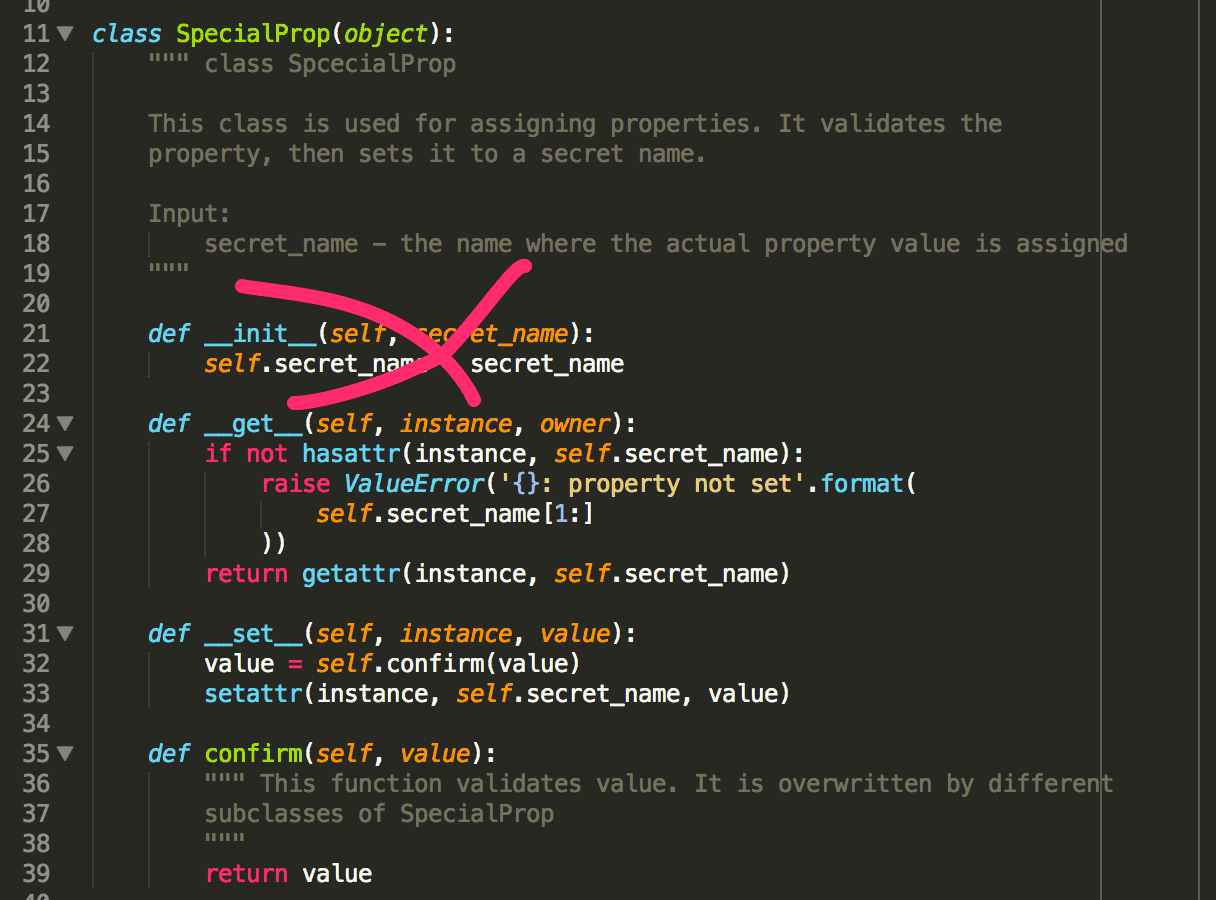 10
11 class SpecialProp(object):
12 """ class SpcecialProp
13
14 This class is used for assigning properties. It validates the
15 property, then sets it to a secret name.
16
17 Input:
18 secret_name – the name where the actual property value is assigned
19 """
20
21 def __init__(self, secret_name):
22 self.secret_name secret_name
23
24 def __get__(self, instance, owner):
25 if not hasattr(instance, self.secret_name):
26 raise ValueError('{}: property not set'.format(
27 self.secret_name[1:]
28 ))
29 return getattr(instance, self.secret_name)
30
31 def __set__(self, instance, value):
32 value = self.confirm(value)
33 setattr(instance, self.secret_name, value)
34
35 def confirm(self, value):
36 """ This function validates value. It is overwritten by different
37 subclasses of SpecialProp
38 """
39 return value
40